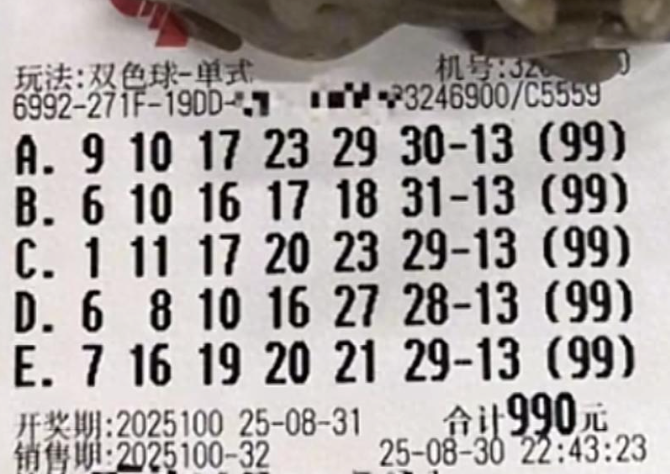 玩法:双色球-单式 机号:32
6992-271F-19DD- 3246900/C5559
A. 9 10 17 23 29 30-13 (99)
B. 6 10 16 17 18 31-13 (99)
C. 1 11 17 20 23 29-13 (99)
D. 6 8 10 16 27 28-13 (99)
E. 7 16 19 20 21 29-13 (99)
开奖期:2025100 25-08-31 合计990元
销售期:2025100-32 25-08-30 22:43:23